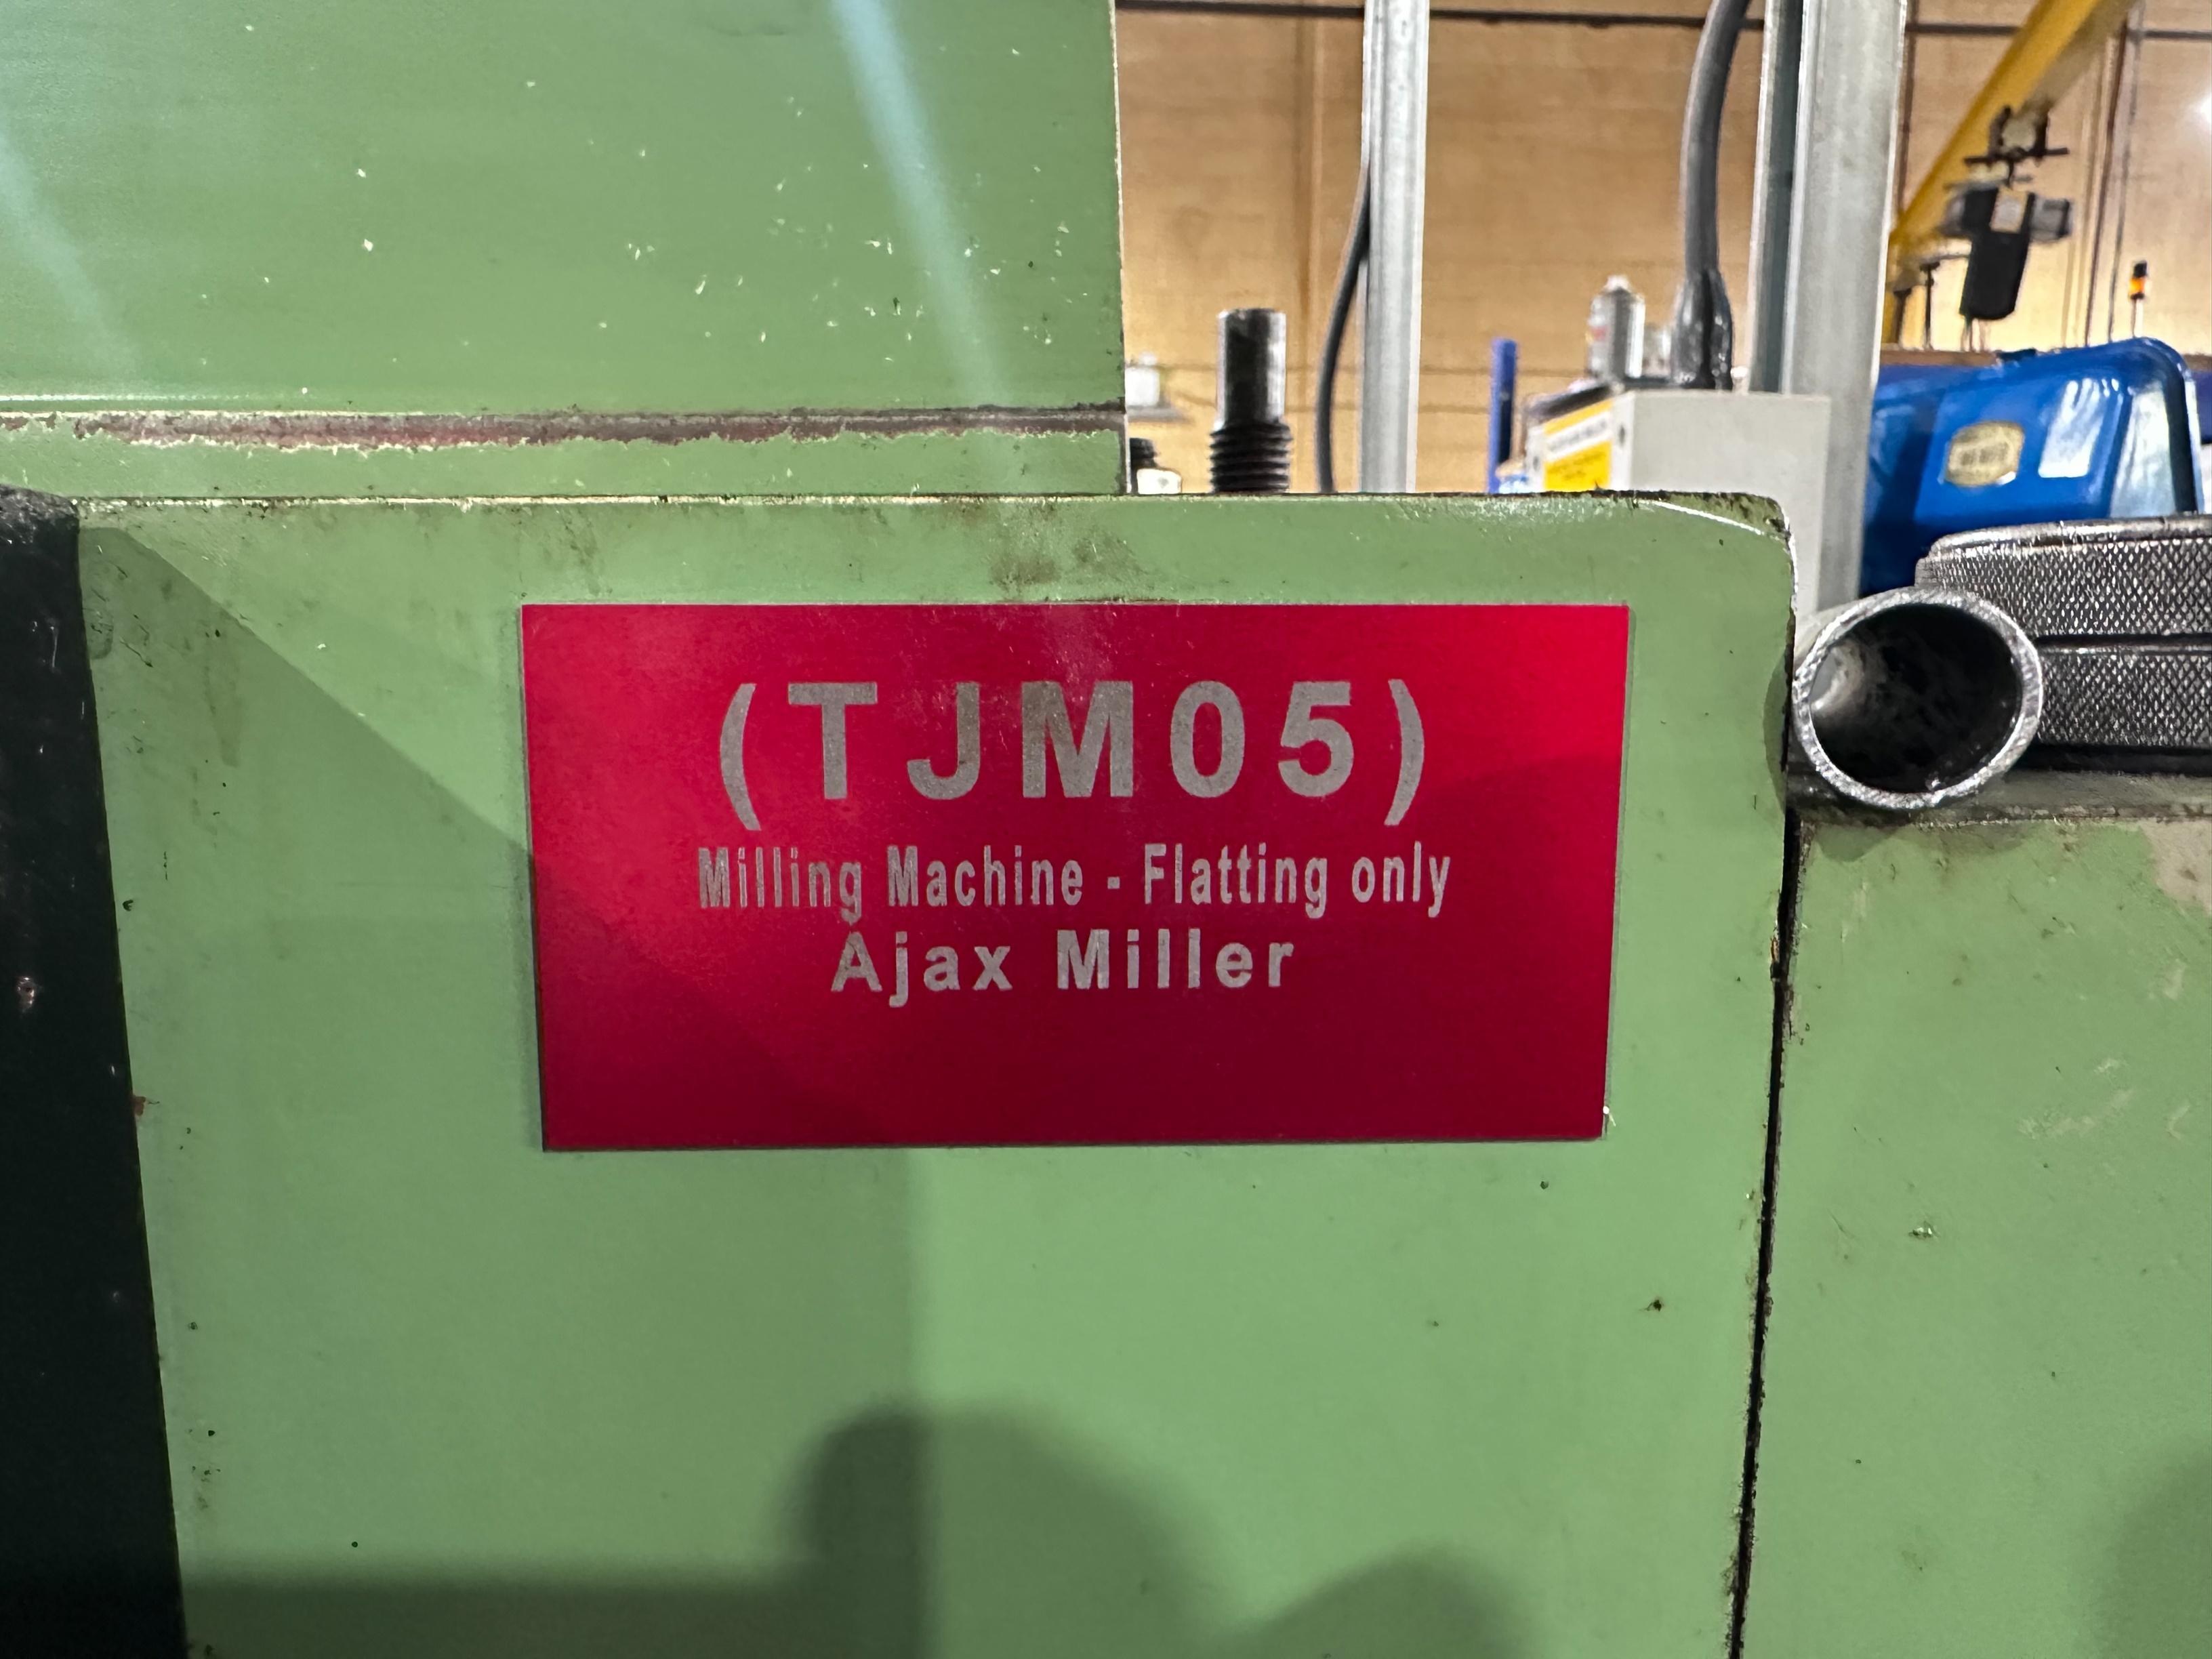 (TJM05)
Milling Machine - Flatting only
Ajax Miller